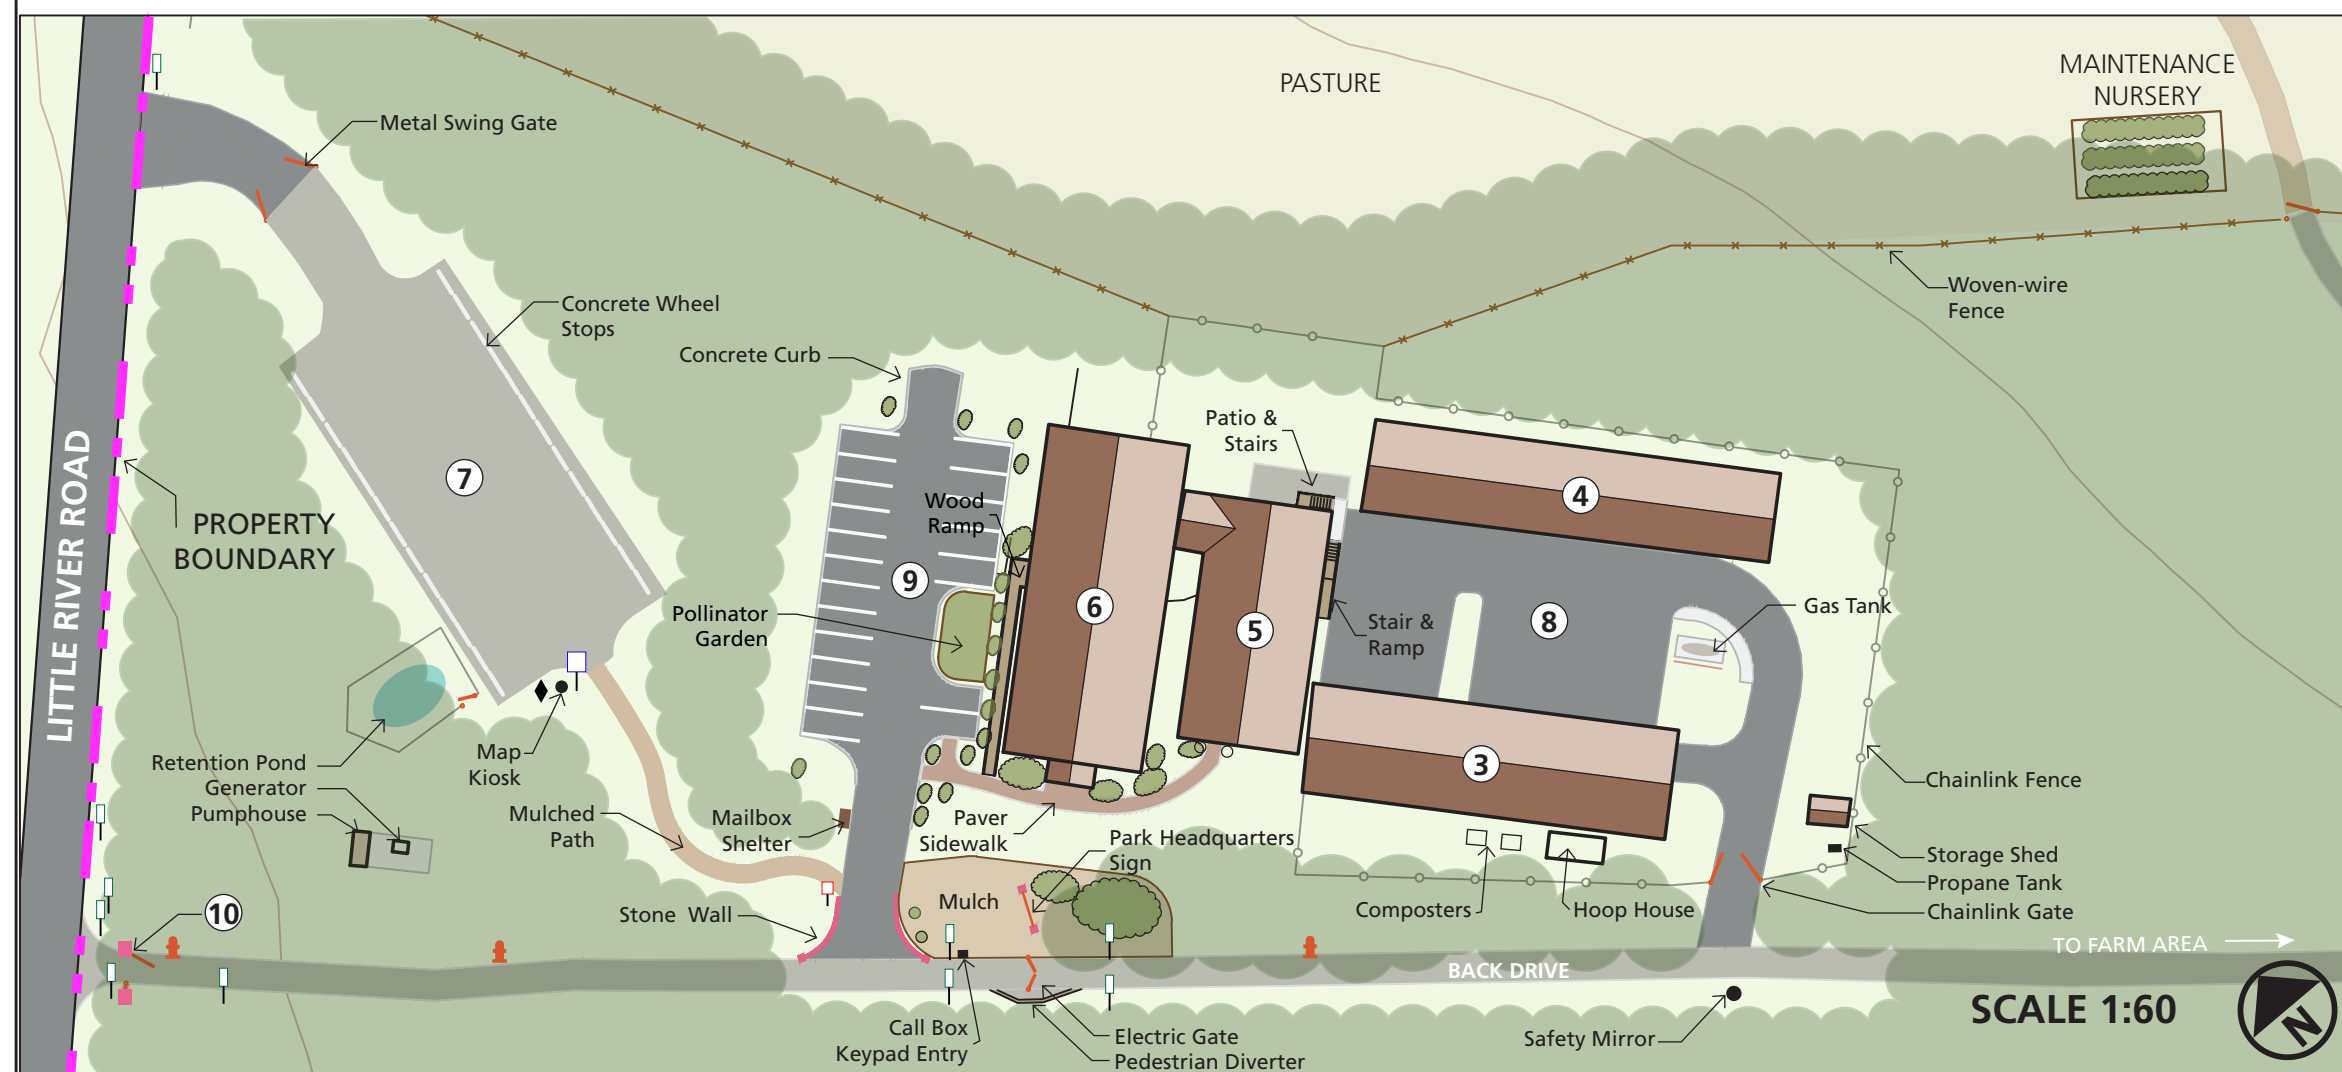 PASTURE
MAINTENANCE
NURSERY
Metal Swing Gate
Woven-wire
Fence
Concrete Wheel
Stops
Concrete Curb
Patio &
Stairs
LITTLE RIVER ROAD
PROPERTY
BOUNDARY
7
4
Wood
Ramp
9
6
5
8
Gas Tank
Pollinator
Garden
Stair &
Ramp
Map
Kiosk
Retention Pond
Generator
Pumphouse
3
Chainlink Fence
Mulched
Path
Mailbox
Shelter
Paver
Sidewalk
Park Headquarters
Sign
Storage Shed
Propane Tank
Chainlink Gate
10
Stone Wall
Mulch
Composters
Hoop House
TO FARM AREA
BACK DRIVE
SCALE 1:60
N
Call Box
Keypad Entry
Electric Gate
Pedestrian Diverter
Safety Mirror